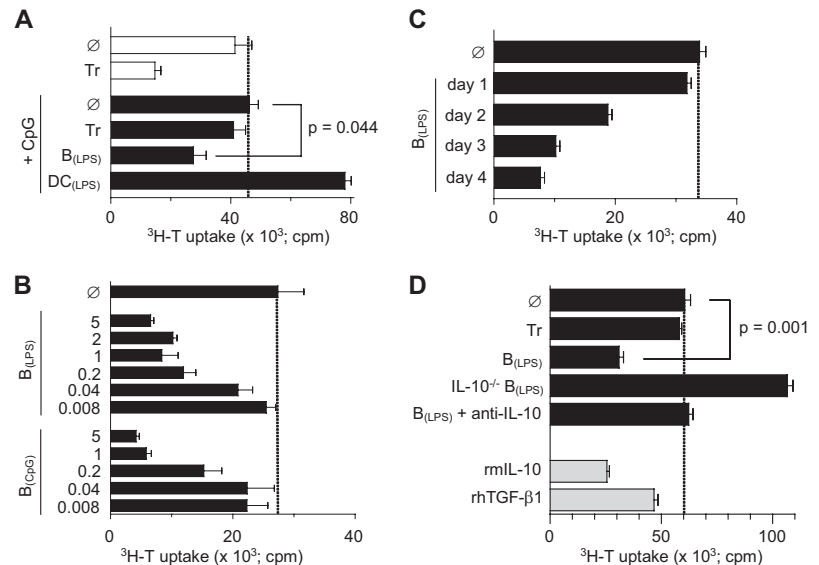 A
∅
Tr
+ CpG
∅
Tr
B(LPS)
DC(LPS)
p = 0.044
0 40 80
³H-T uptake (x 10³; cpm)
B
∅
B(LPS)
5
2
1
0.2
0.04
0.008
B(CpG)
5
1
0.2
0.04
0.008
0 20 40
³H-T uptake (x 10³; cpm)
C
∅
B(LPS)
day 1
day 2
day 3
day 4
0 20 40
³H-T uptake (x 10³; cpm)
D
∅
Tr
B(LPS)
IL-10⁻/⁻ B(LPS)
B(LPS) + anti-IL-10
p = 0.001
rmIL-10
rhTGF-β1
0 50 100
³H-T uptake (x 10³; cpm)